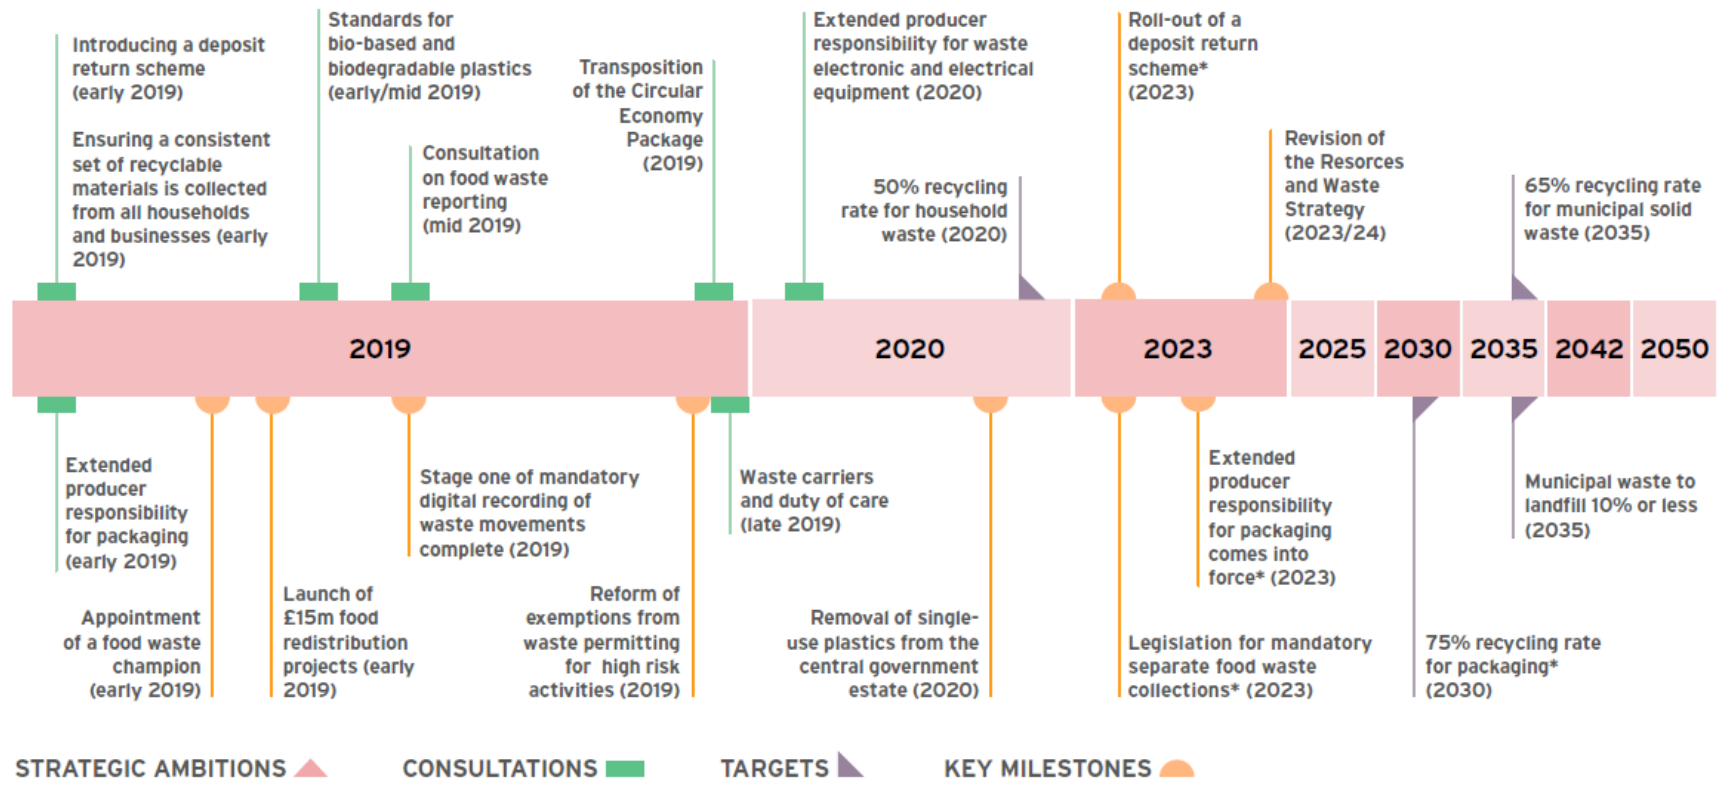 Introducing a deposit
return scheme
(early 2019)
Ensuring a consistent
set of recyclable
materials is collected
from all households
and businesses (early
2019)
Standards for
bio-based and
biodegradable plastics
(early/mid 2019)
Consultation
on food waste
reporting
(mid 2019)
Transposition
of the Circular
Economy
Package
(2019)
Extended producer
responsibility for waste
electronic and electrical
equipment (2020)
50% recycling
rate for household
waste (2020)
Roll-out of a
deposit return
scheme*
(2023)
Revision of
the Resorces
and Waste
Strategy
(2023/24)
65% recycling rate
for municipal solid
waste (2035)
2019
2020
2023
2025
2030
2035
2042
2050
Extended
producer
responsibility
for packaging
(early 2019)
Appointment
of a food waste
champion
(early 2019)
Launch of
£15m food
redistribution
projects (early
2019)
Stage one of mandatory
digital recording of
waste movements
complete (2019)
Reform of
exemptions from
waste permitting
for high risk
activities (2019)
Waste carriers
and duty of care
(late 2019)
Removal of single-
use plastics from the
central government
estate (2020)
Legislation for mandatory
separate food waste
collections* (2023)
Extended
producer
responsibility
for packaging
comes into
force* (2023)
75% recycling rate
for packaging*
(2030)
Municipal waste to
landfill 10% or less
(2035)
STRATEGIC AMBITIONS
CONSULTATIONS
TARGETS
KEY MILESTONES